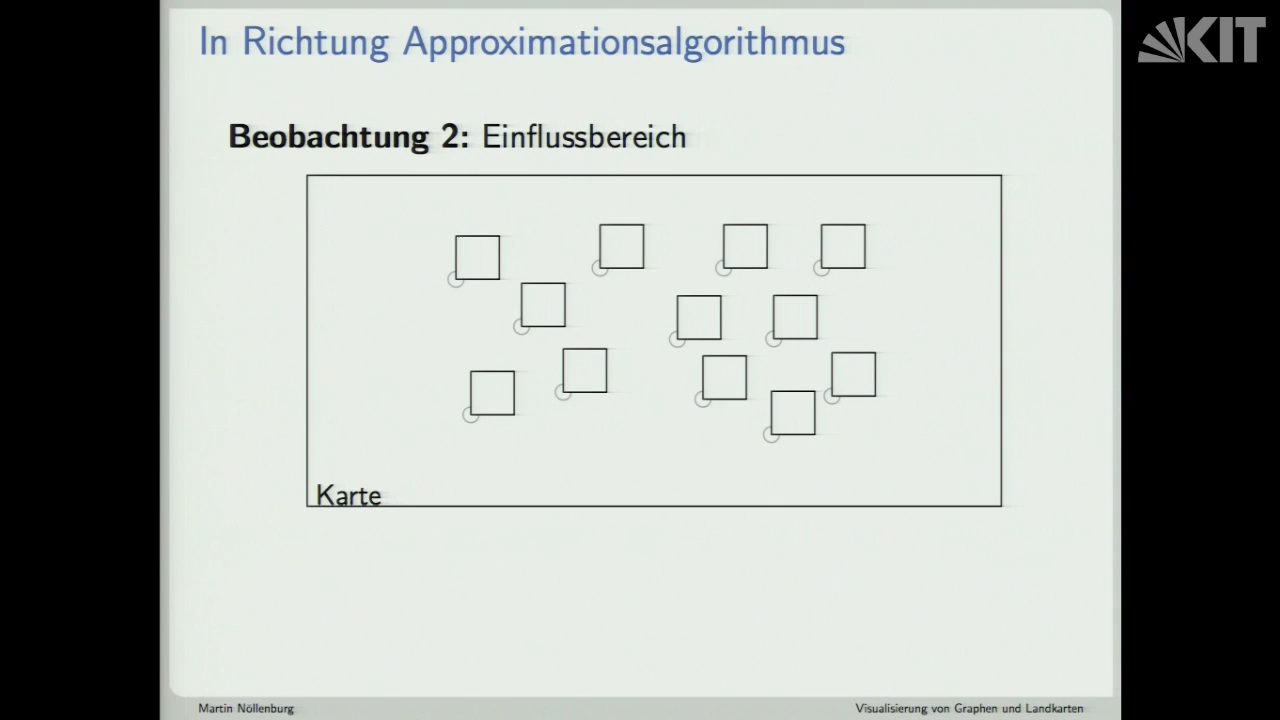 In Richtung Approximationsalgorithmus
KIT
Beobachtung 2: Einflussbereich
Karte
Martin Nöllenburg
Visualisierung von Graphen und Landkarten